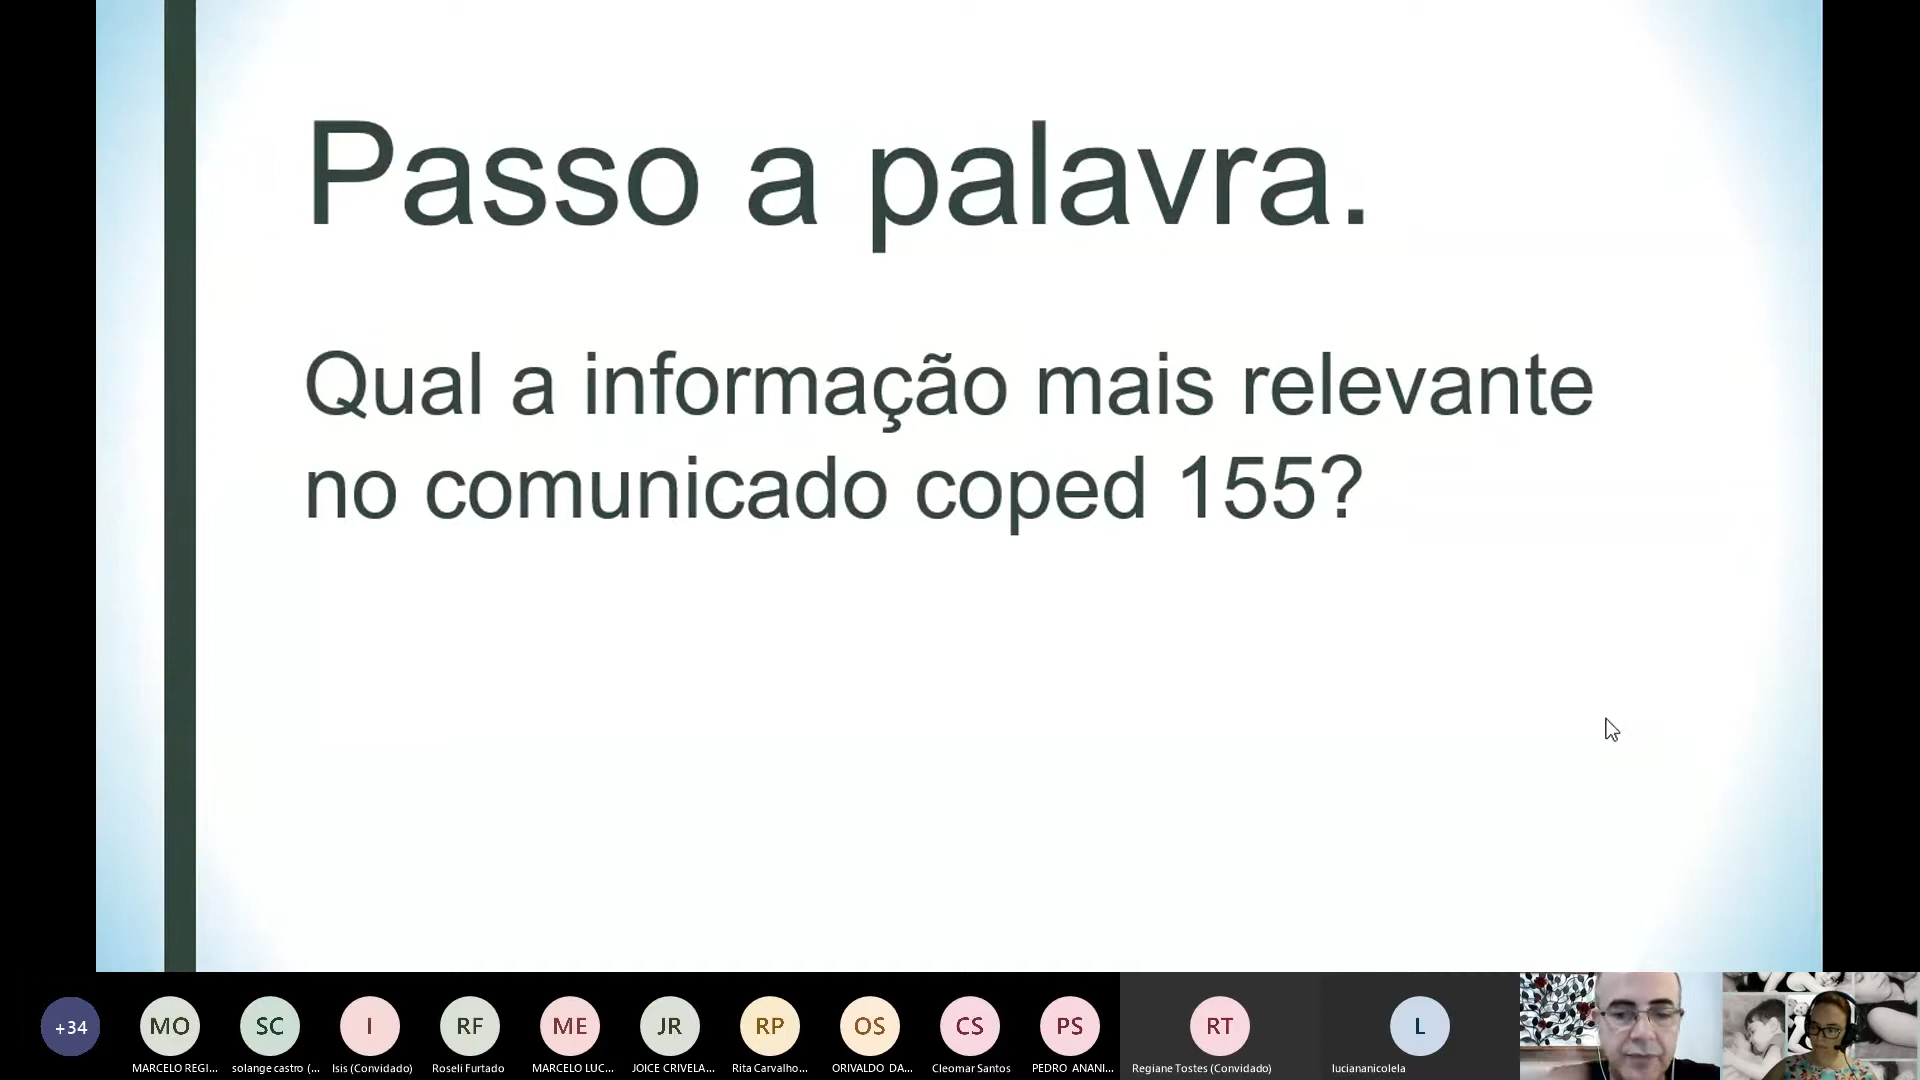 Passo a palavra.
Qual a informação mais relevante
no comunicado coped 155?
+34
MO
SC
I
RF
ME
JR
RP
OS
CS
PS
RT
L
MARCELO REGI...
solange castro (...
Isis (Convidado)
Roseli Furtado
MARCELO LUC...
JOICE CRIVELA...
Rita Carvalho...
ORIVALDO DA...
Cleomar Santos
PEDRO ANANI...
Regiane Tostes (Convidado)
luciananicolela